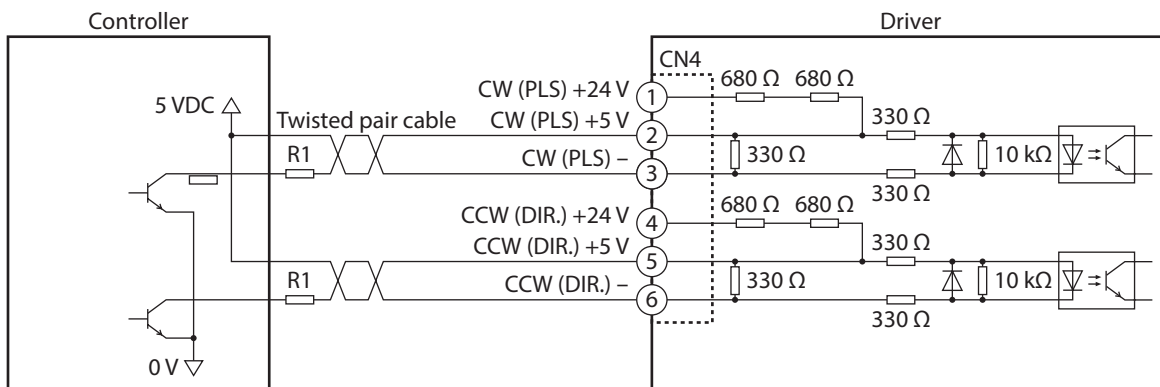 Controller
Driver
CN4
680 Ω 680 Ω
CW (PLS) +24 V 1
5 VDC
Twisted pair cable
CW (PLS) +5 V 2
330 Ω
R1
CW (PLS) – 3
330 Ω
10 kΩ
330 Ω
680 Ω 680 Ω
CCW (DIR.) +24 V 4
CCW (DIR.) +5 V 5
330 Ω
R1
CCW (DIR.) – 6
330 Ω
10 kΩ
330 Ω
0 V